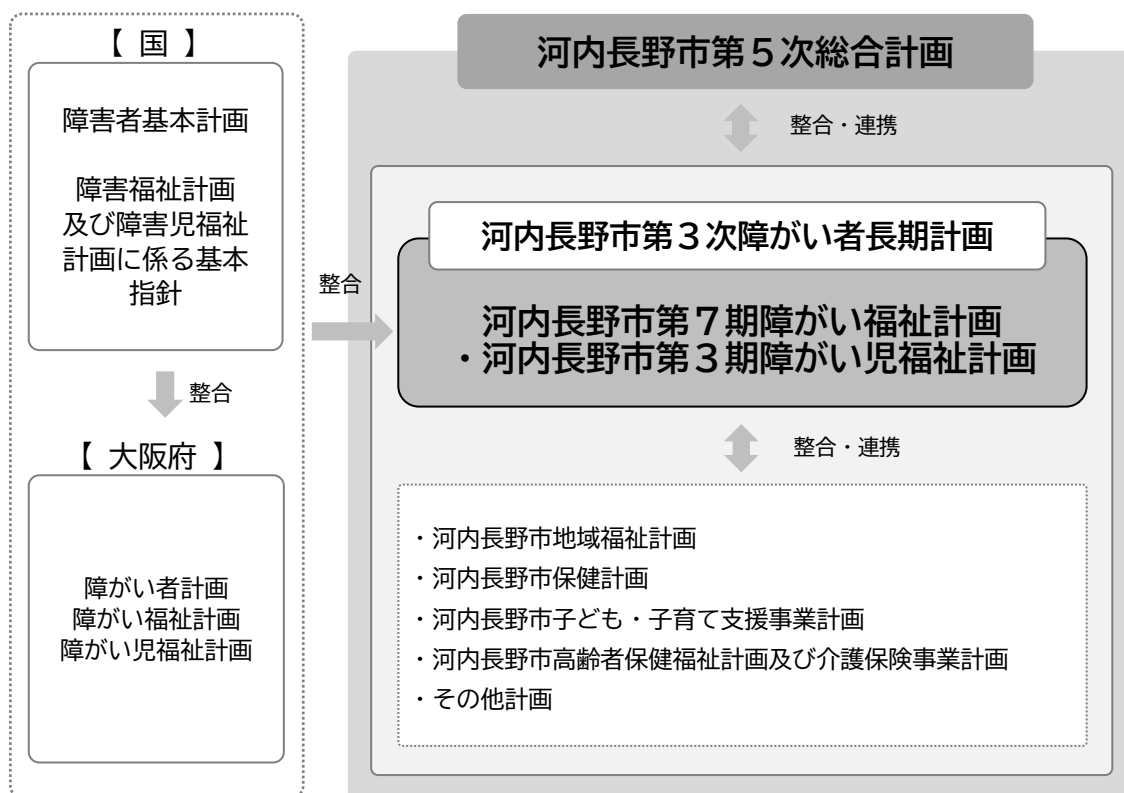 【 国 】
障害者基本計画
障害福祉計画
及び障害児福祉
計画に係る基本
指針
整合
【 大阪府 】
障がい者計画
障がい福祉計画
障がい児福祉計画
整合
河内長野市第５次総合計画
整合・連携
河内長野市第３次障がい者長期計画
河内長野市第７期障がい福祉計画
・河内長野市第３期障がい児福祉計画
整合・連携
・河内長野市地域福祉計画
・河内長野市保健計画
・河内長野市子ども・子育て支援事業計画
・河内長野市高齢者保健福祉計画及び介護保険事業計画
・その他計画